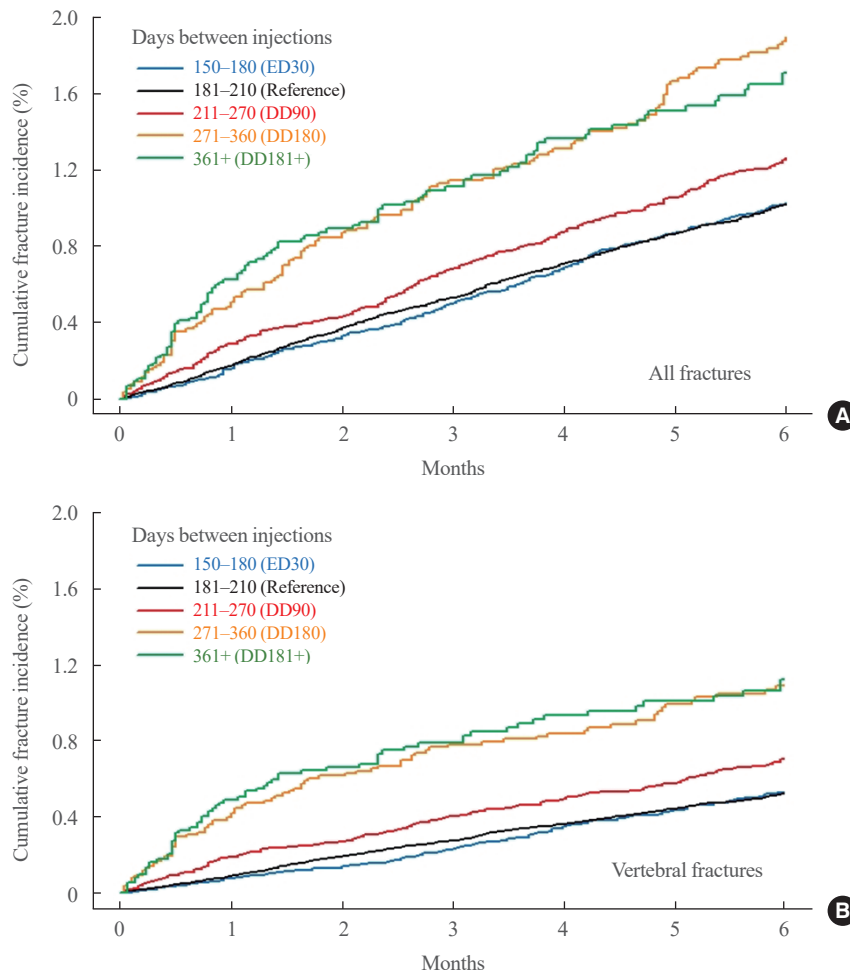 2.0
Days between injections
150–180 (ED30)
181–210 (Reference)
211–270 (DD90)
271–360 (DD180)
361+ (DD181+)
1.6
1.2
0.8
0.4
0
Cumulative fracture incidence (%)
All fractures
0 1 2 3 4 5 6
Months
A
2.0
Days between injections
150–180 (ED30)
181–210 (Reference)
211–270 (DD90)
271–360 (DD180)
361+ (DD181+)
1.6
1.2
0.8
0.4
0
Cumulative fracture incidence (%)
Vertebral fractures
0 1 2 3 4 5 6
Months
B